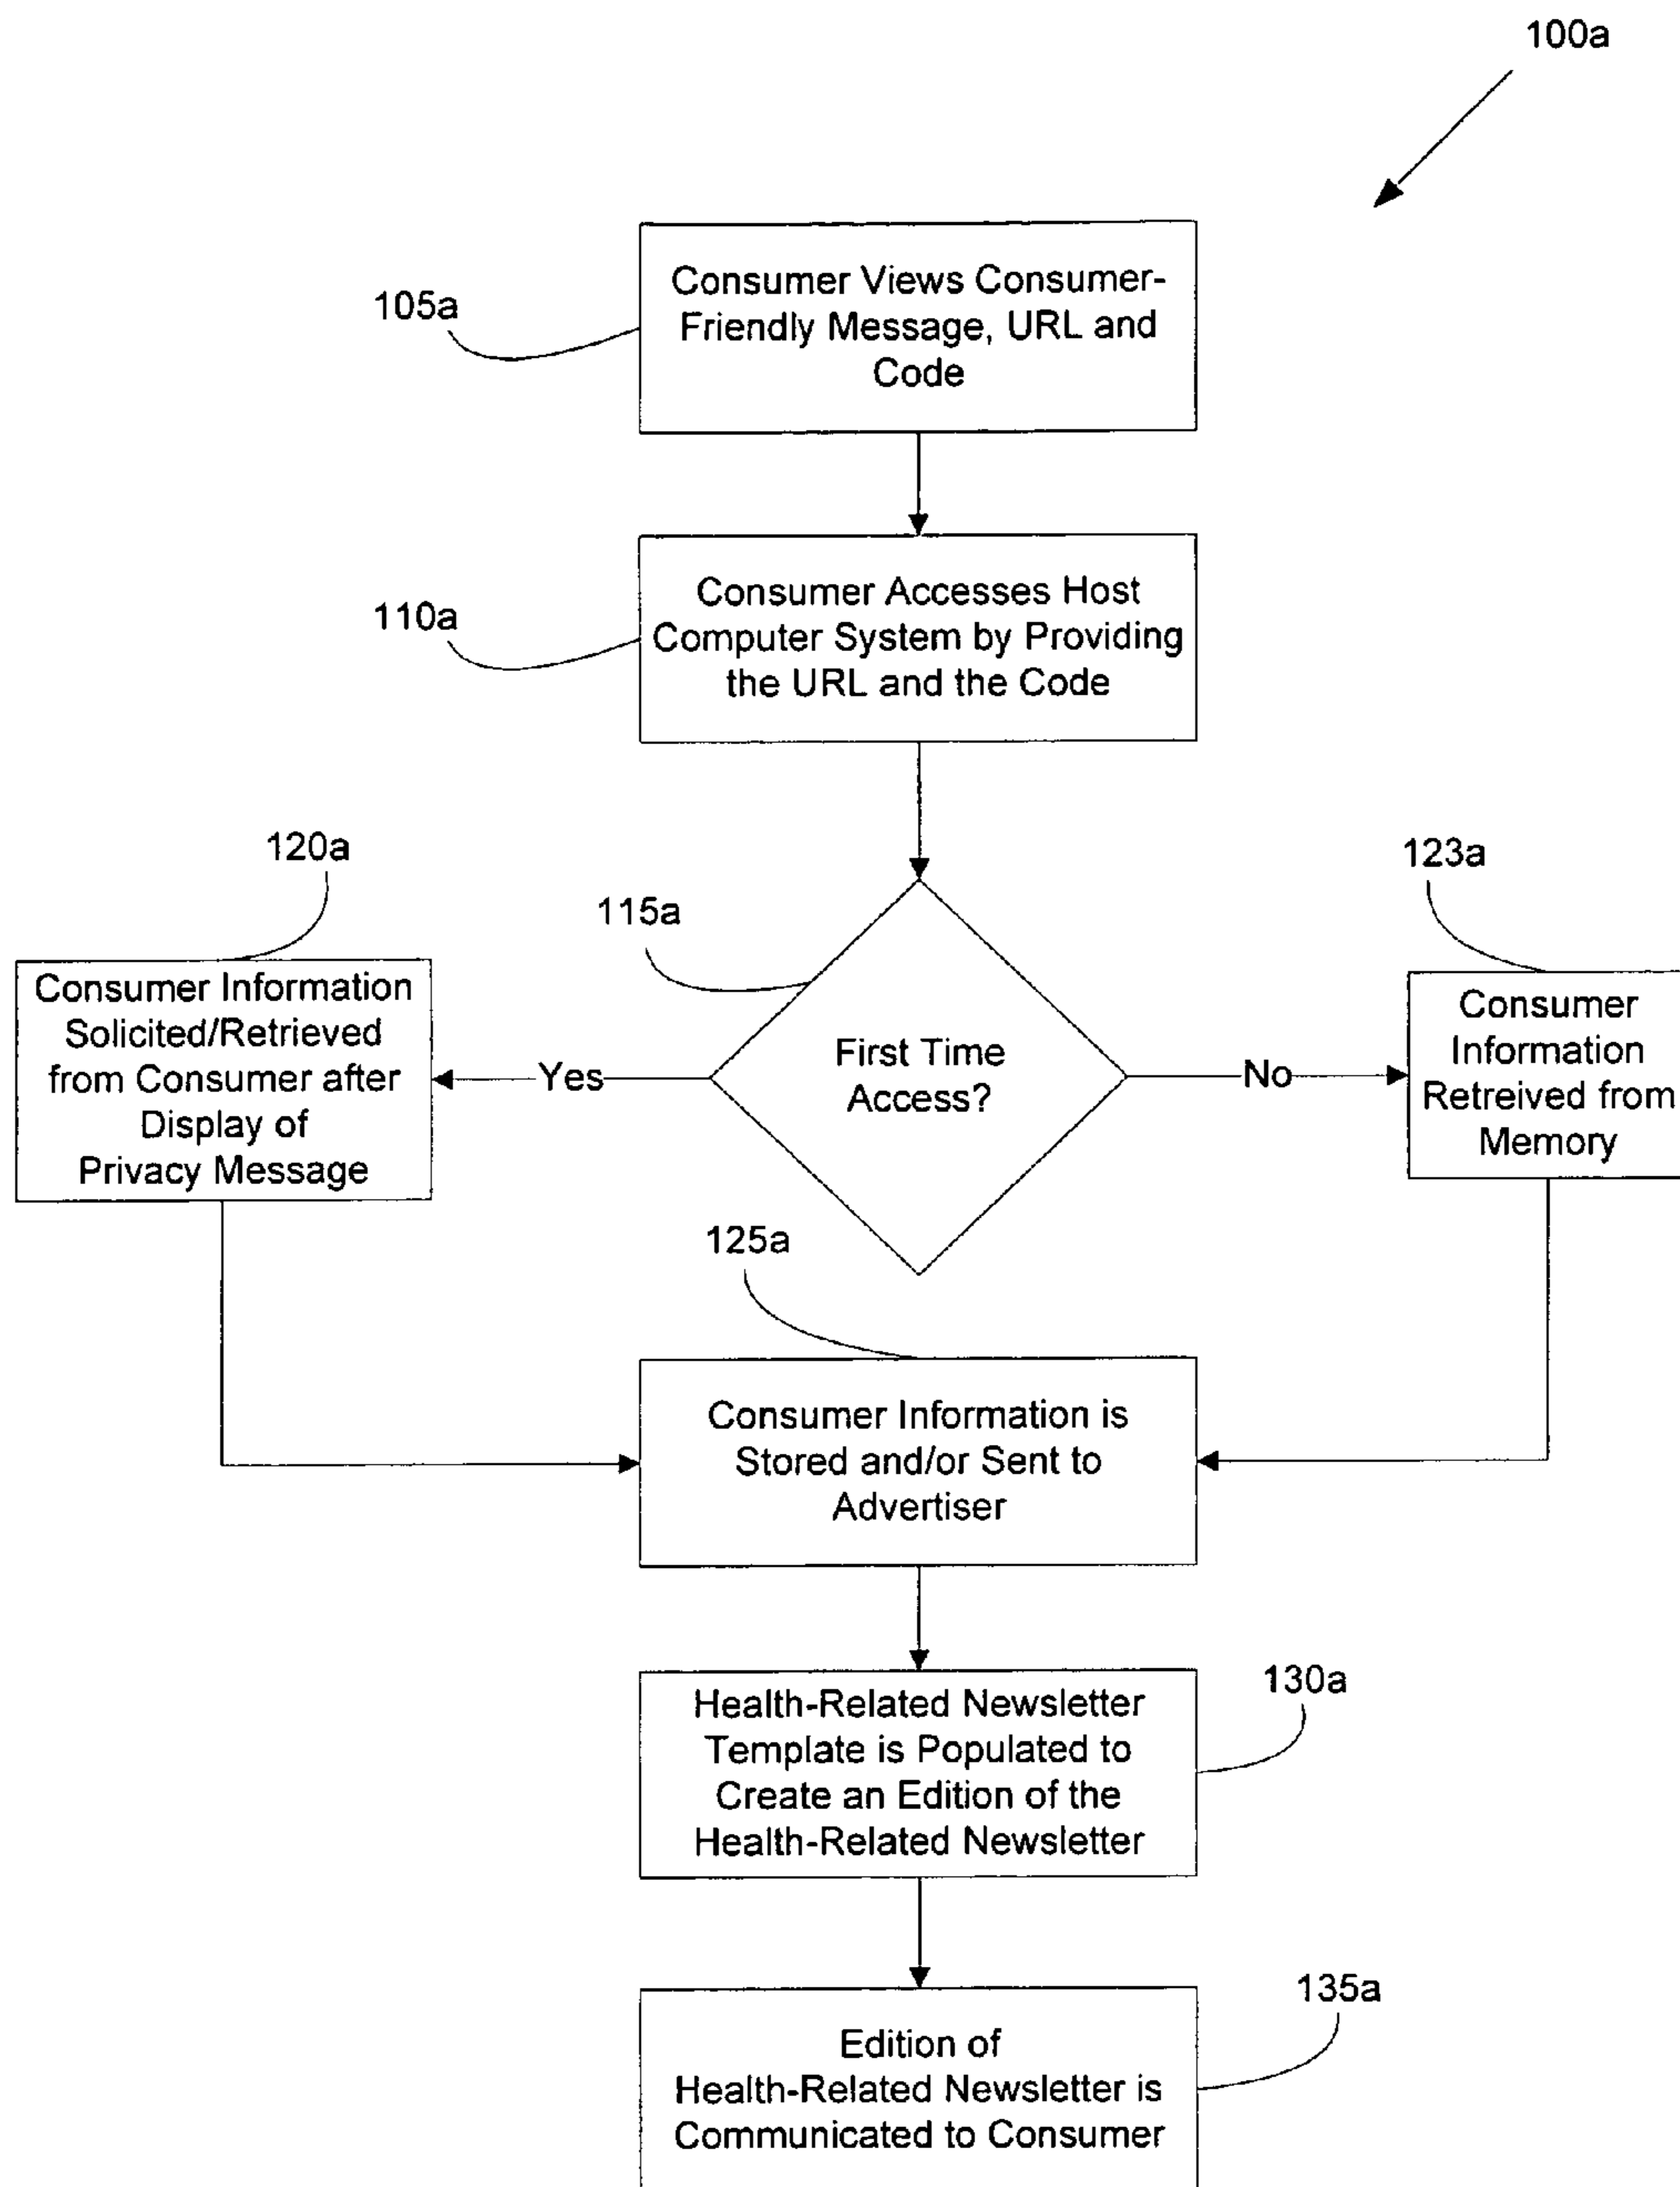 100a
105a
Consumer Views Consumer-
Friendly Message, URL and
Code
110a
Consumer Accesses Host
Computer System by Providing
the URL and the Code
120a
115a
123a
Consumer Information
Solicited/Retrieved
from Consumer after
Display of
Privacy Message
Yes
First Time
Access?
No
Consumer
Information
Retreived from
Memory
125a
Consumer Information is
Stored and/or Sent to
Advertiser
130a
Health-Related Newsletter
Template is Populated to
Create an Edition of the
Health-Related Newsletter
135a
Edition of
Health-Related Newsletter is
Communicated to Consumer